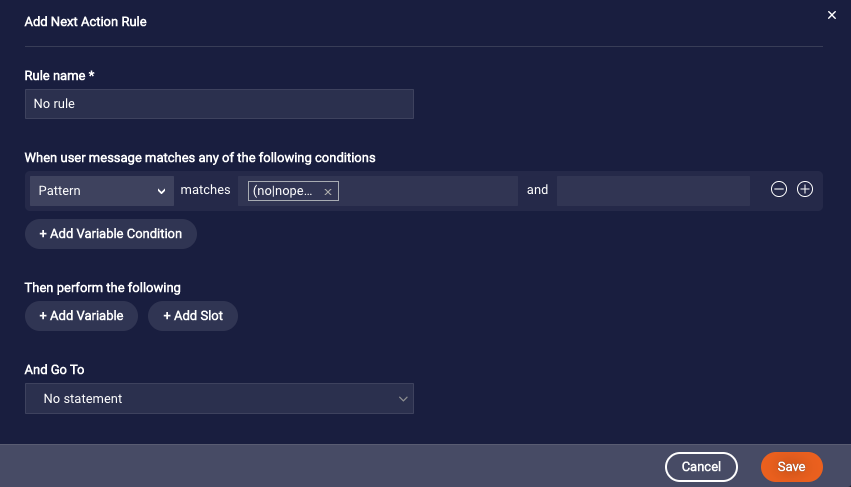 Add Next Action Rule
Rule name *
No rule
When user message matches any of the following conditions
Pattern matches (no|nope... and
+ Add Variable Condition
Then perform the following
+ Add Variable + Add Slot
And Go To
No statement
Cancel Save